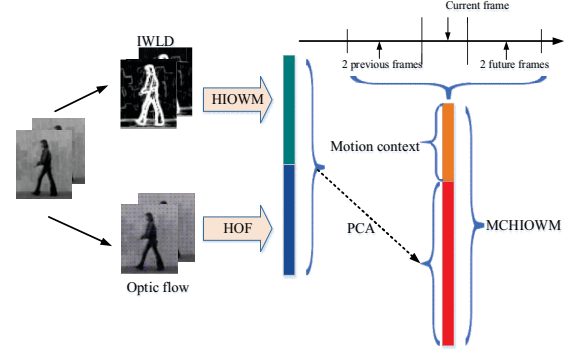 Current frame
IWLD
2 previous frames
2 future frames
HIOWM
Motion context
HOF
PCA
MCHIOWM
Optic flow